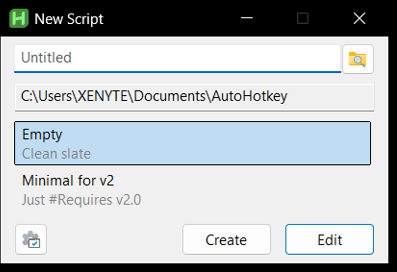 New Script
Untitled
C:\Users\XENYTE\Documents\AutoHotkey
Empty
Clean slate
Minimal for v2
Just #Requires v2.0
Create
Edit